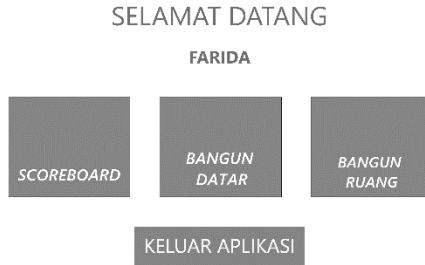 SELAMAT DATANG
FARIDA
SCOREBOARD
BANGUN
DATAR
BANGUN
RUANG
KELUAR APLIKASI